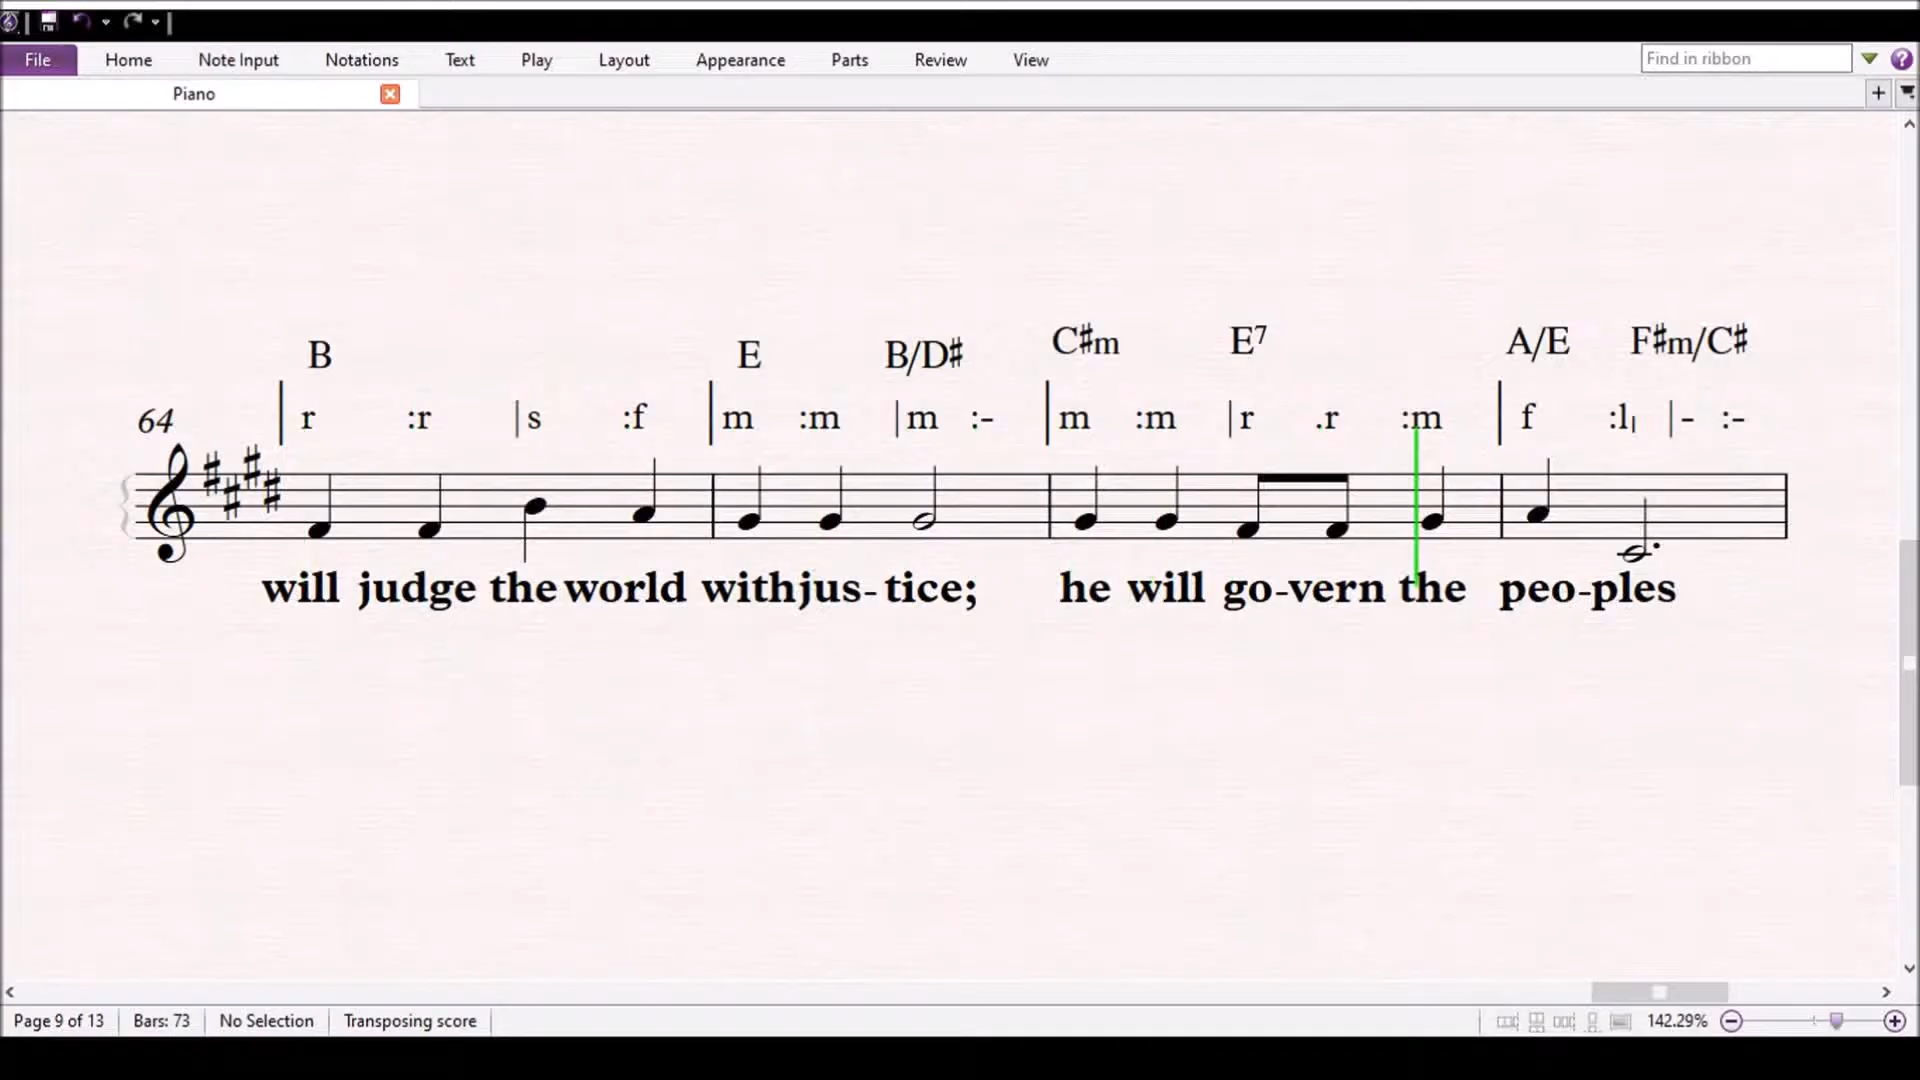 File Home Note Input Notations Text Play Layout Appearance Parts Review View Find in ribbon ?
Piano
B E B/D♯ C♯m E7 A/E F♯m/C♯
64 | r :r | s :f | m :m | m :- | m :m | r .r :m | f :l| | - :-
will judge the world with jus- tice; he will go-vern the peo-ples
Page 9 of 13 Bars: 73 No Selection Transposing score 142.29%